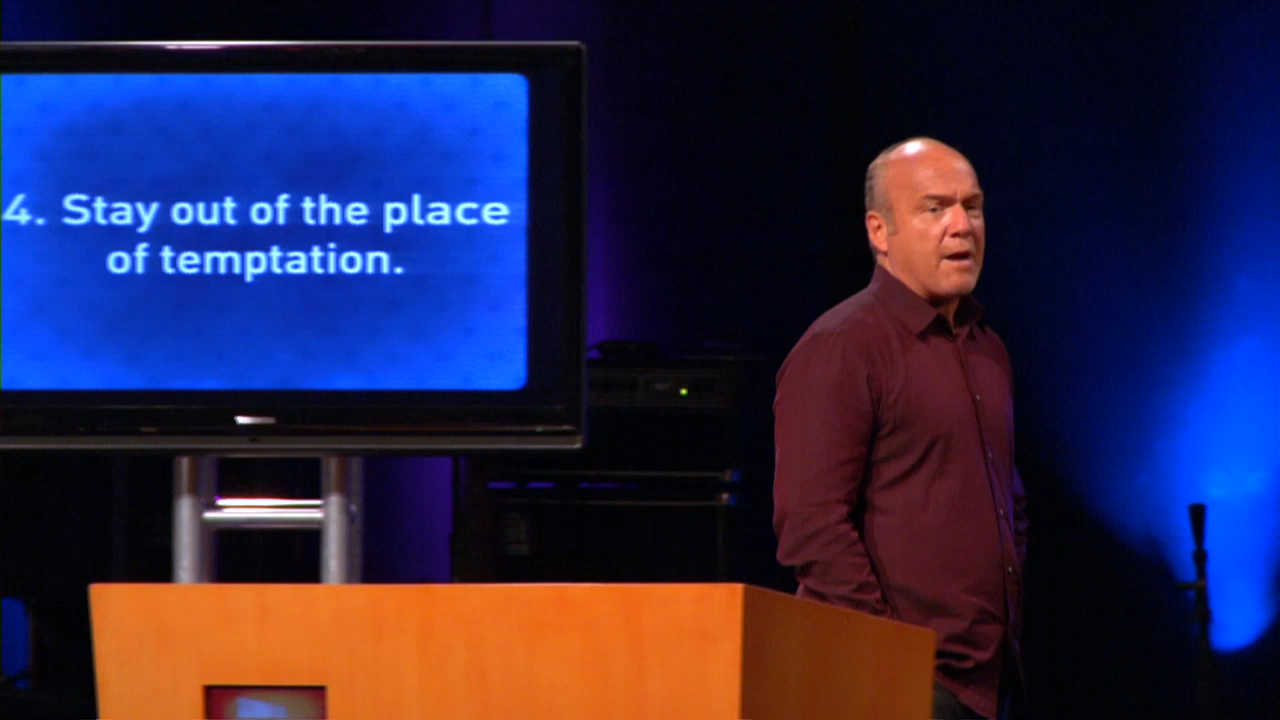 4. Stay out of the place
of temptation.